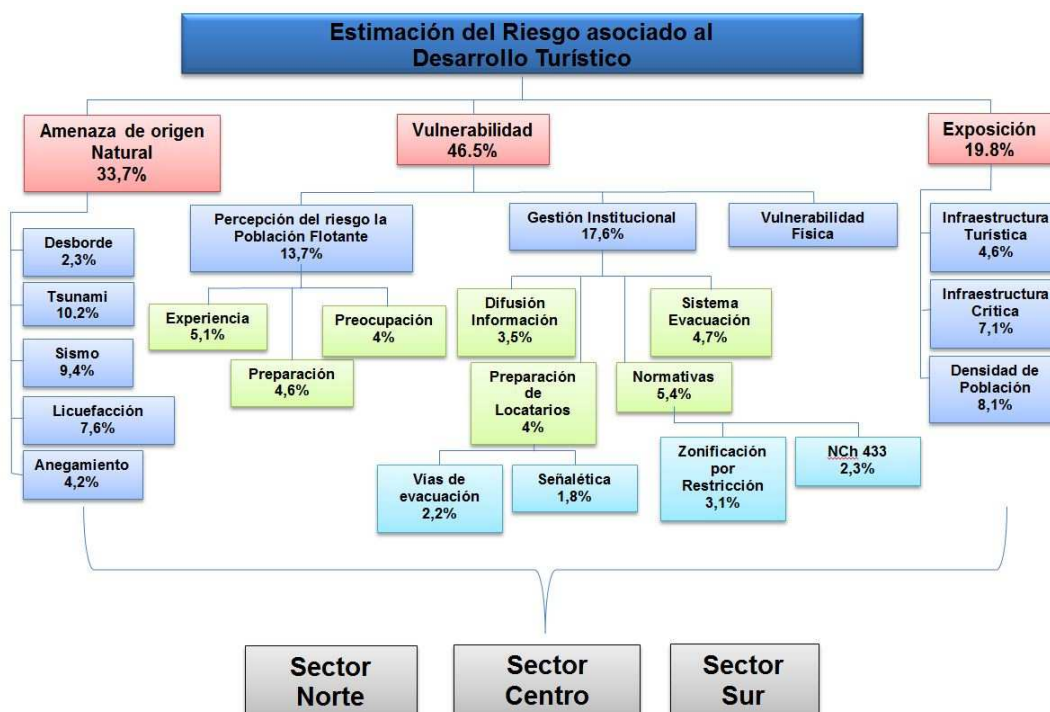 Estimación del Riesgo asociado al
Desarrollo Turístico
Amenaza de origen
Natural
33,7%
Vulnerabilidad
46.5%
Exposición
19.8%
Desborde
2,3%
Tsunami
10,2%
Sismo
9,4%
Licuefacción
7,6%
Anegamiento
4,2%
Percepción del riesgo la
Población Flotante
13,7%
Gestión Institucional
17,6%
Vulnerabilidad
Física
Experiencia
5,1%
Preparación
4,6%
Preocupación
4%
Difusión
Información
3,5%
Sistema
Evacuación
4,7%
Preparación
de
Locatarios
4%
Normativas
5,4%
Vías de
evacuación
2,2%
Señalética
1,8%
Zonificación
por
Restricción
3,1%
NCh 433
2,3%
Infraestructura
Turística
4,6%
Infraestructura
Crítica
7,1%
Densidad de
Población
8,1%
Sector
Norte
Sector
Centro
Sector
Sur